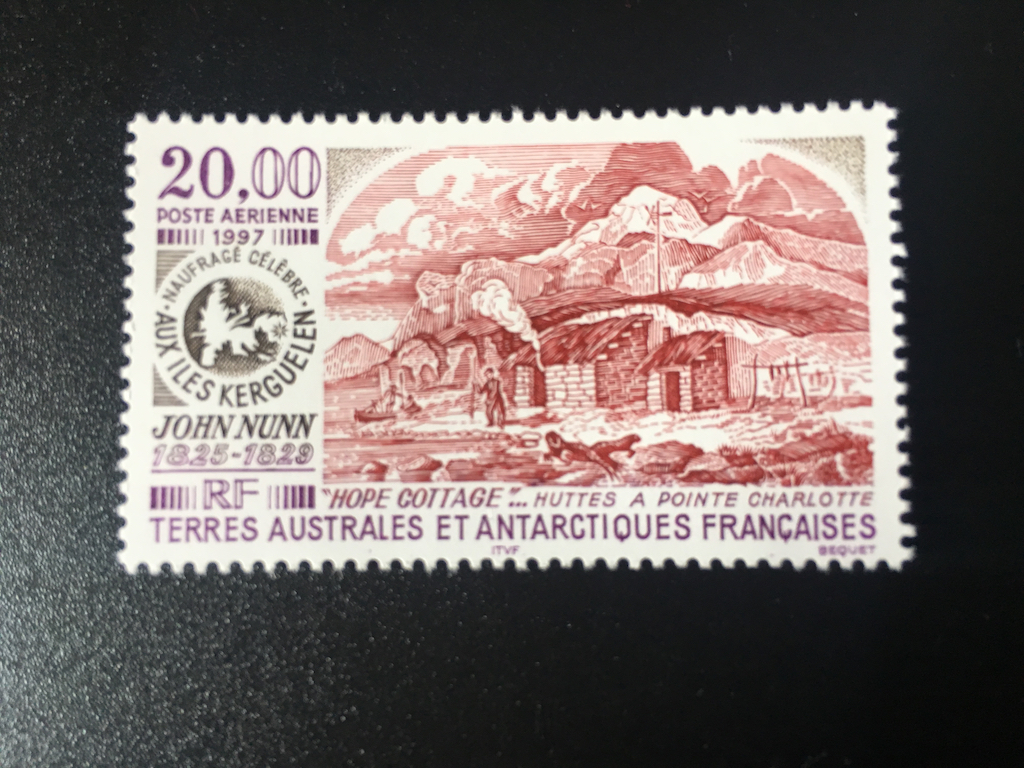 20,00
POSTE AERIENNE
1997
• NAUFRAGÉ CÉLÈBRE •
AUX ILES KERGUELEN
JOHN NUNN
1825-1829
RF
"HOPE COTTAGE"... HUTTES A POINTE CHARLOTTE
TERRES AUSTRALES ET ANTARCTIQUES FRANÇAISES
ITVF
BEQUET